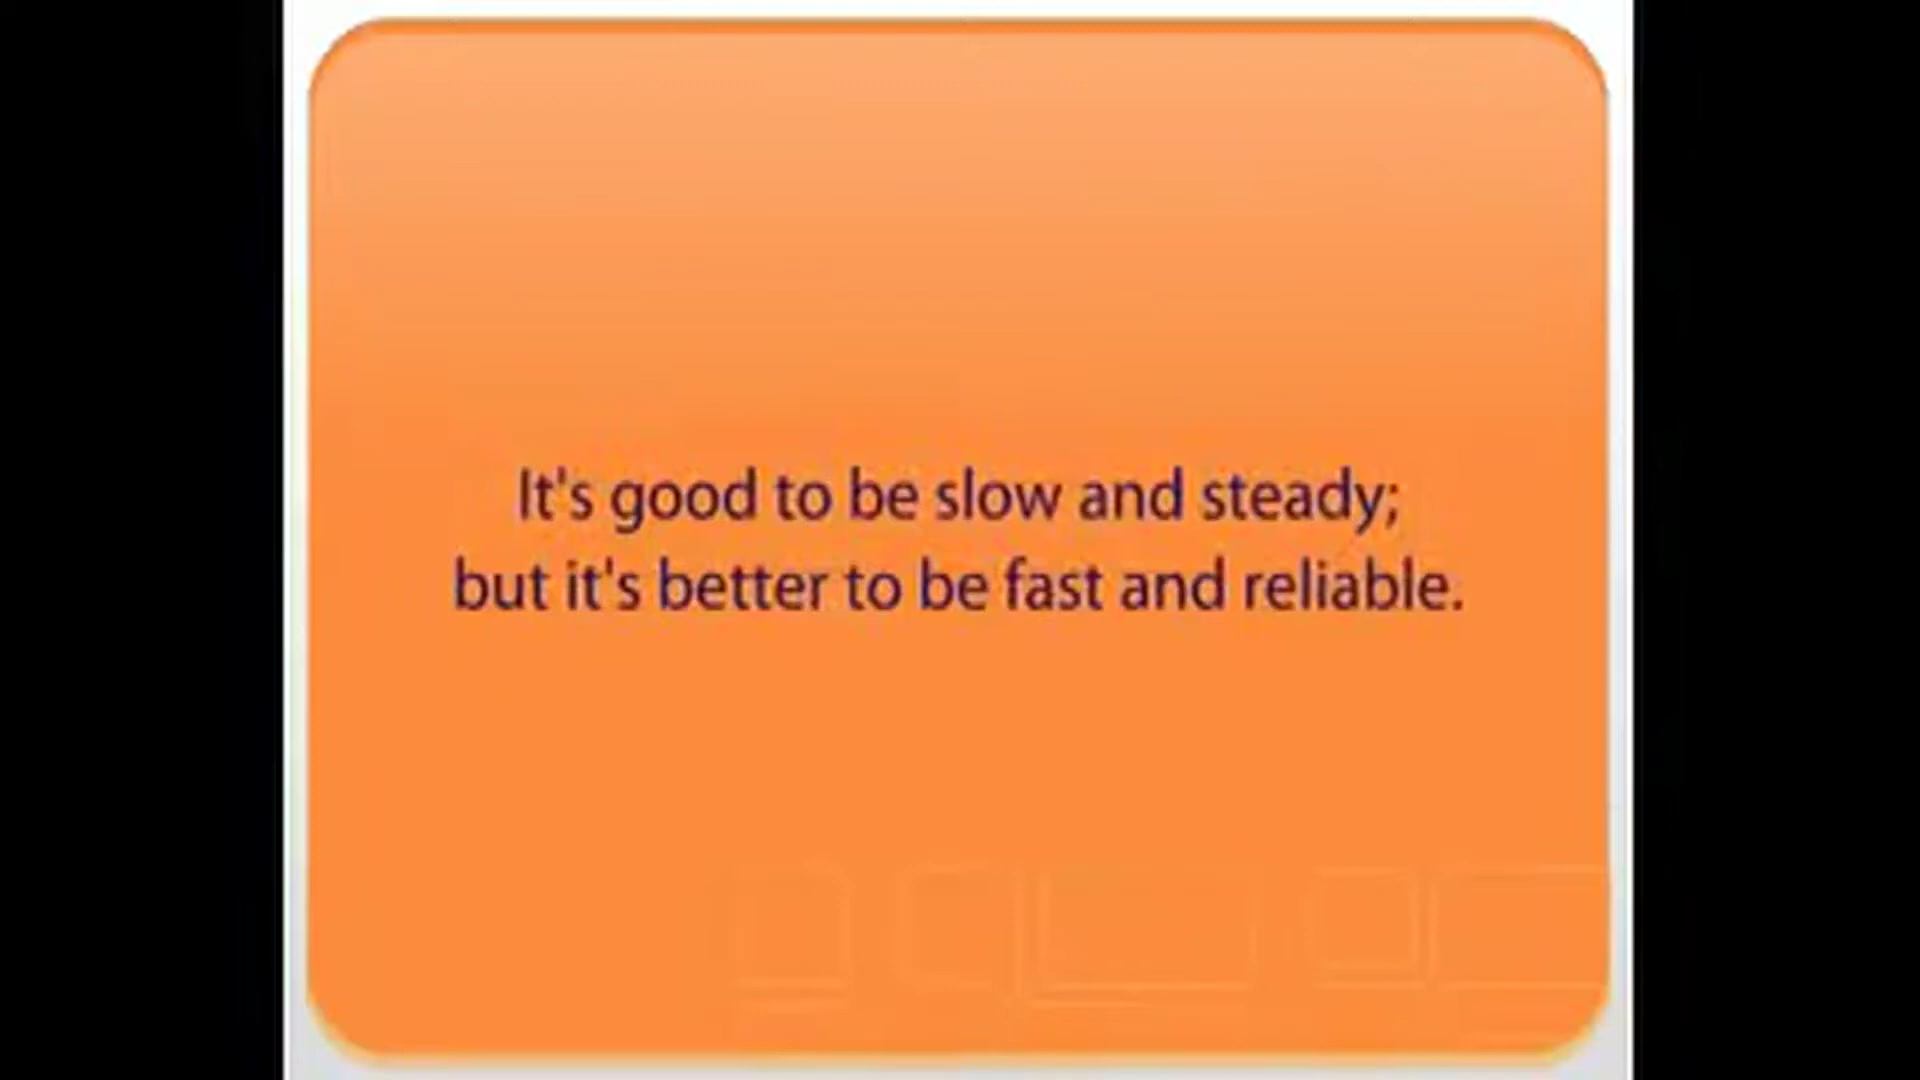 It's good to be slow and steady;
but it's better to be fast and reliable.